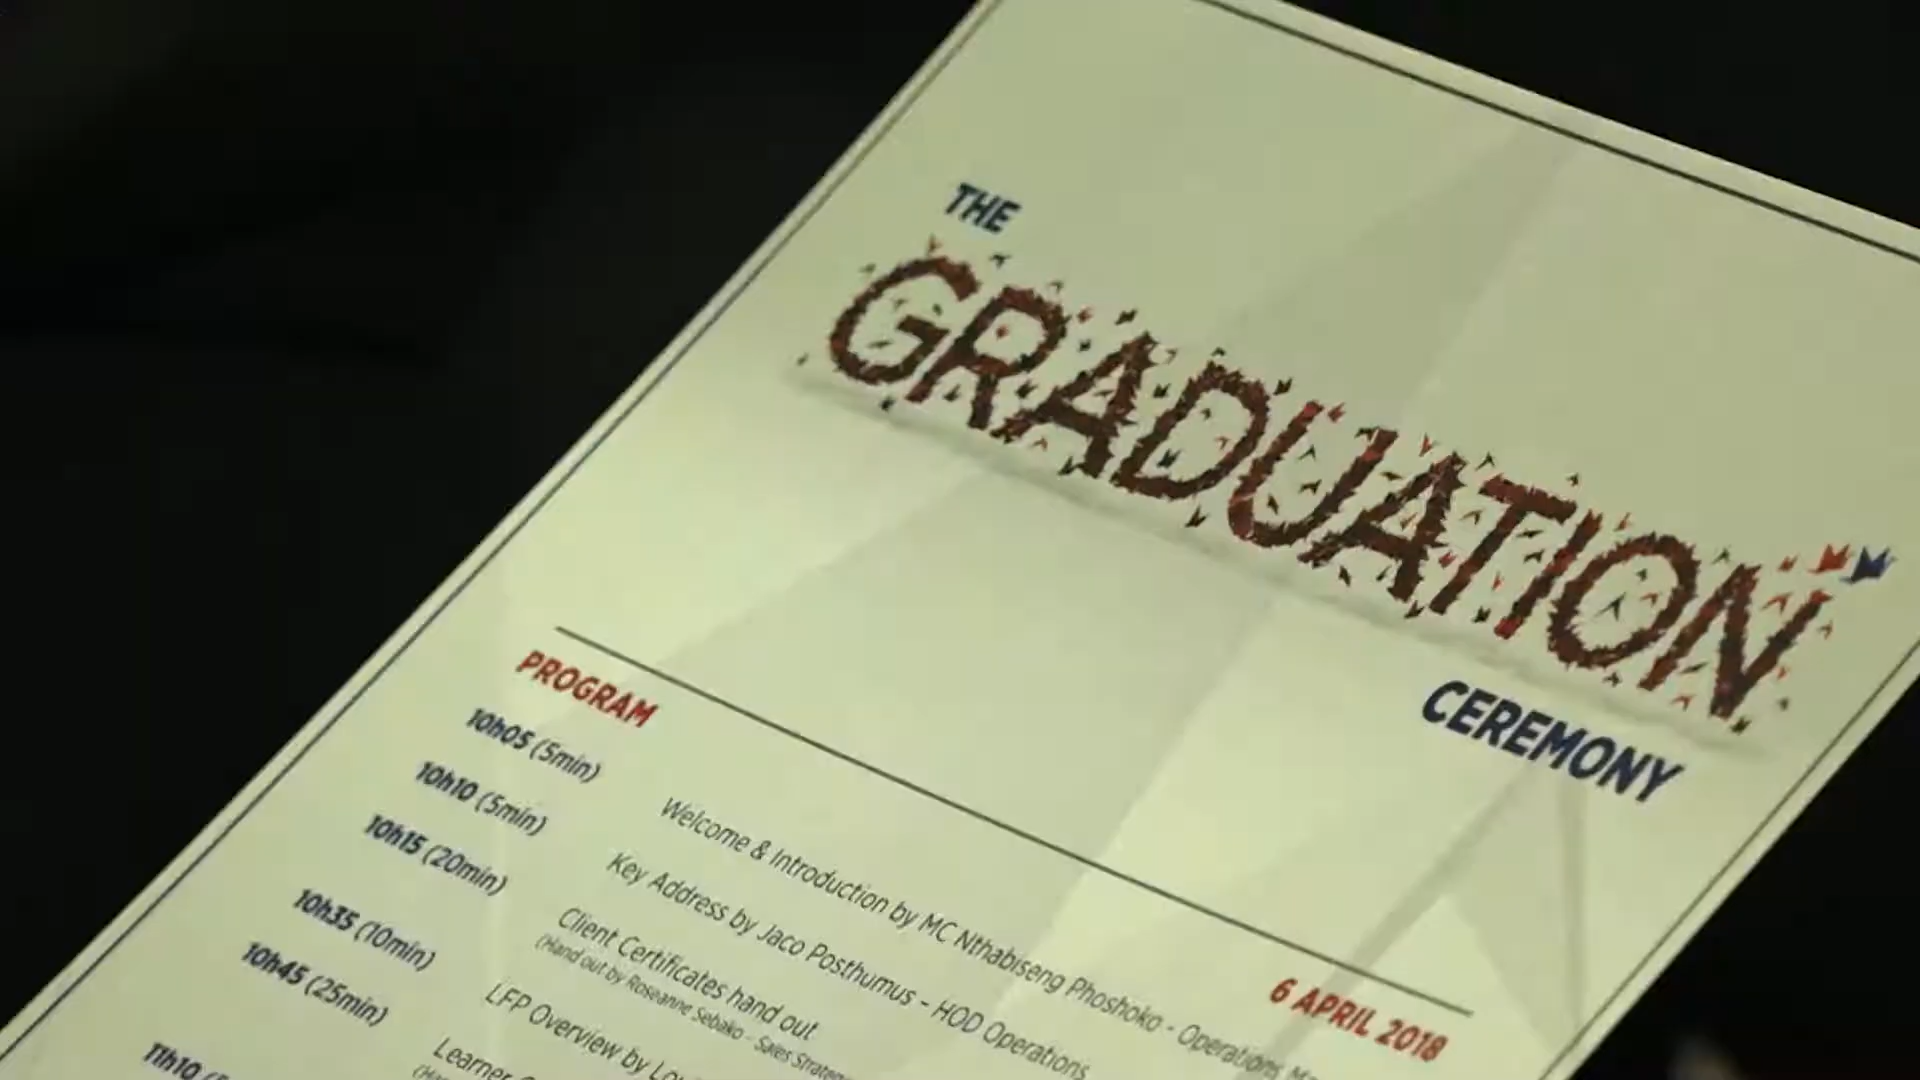 THE
GRADUATION
CEREMONY
PROGRAM
6 APRIL 2018
10h05 (5min) Welcome & Introduction by MC Nthabiseng Phoshoko - Operations
10h10 (5min) Key Address by Jaco Posthumus - HOD Operations
10h15 (20min) Client Certificates hand out
(Hand out by Roseanne Sebako - Sales
10h35 (10min) LFP Overview by
10h45 (25min) Learner
11h10